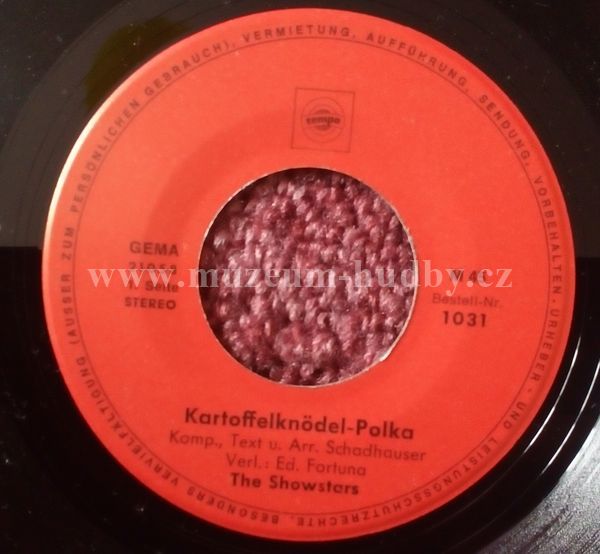 VERVIELFÄLTIGUNG (AUSSER ZUM PERSÖNLICHEN GEBRAUCH), VERMIETUNG, AUFFÜHRUNG, SENDUNG, VORBEHALTEN. URHEBER- UND LEISTUNGSSCHUTZRECHTE, BESONDERS
tempo
GEMA
Seite
STEREO
www.muzeum-hudby.cz
Bestell-Nr.
1031
Kartoffelknödel-Polka
Komp., Text u. Arr. Schadhauser
Verl.: Ed. Fortuna
The Showstars